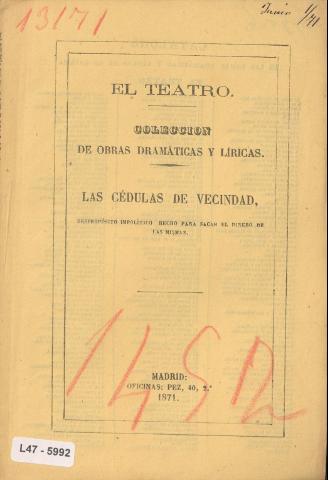 13171
Junio 1/71
EL TEATRO.
COLECCION
DE OBRAS DRAMÁTICAS Y LÍRICAS.
LAS CÉDULAS DE VECINDAD,
DESPROPÓSITO IMPOLÍTICO HECHO PARA SACAR EL DINERO DE
LAS MISMAS.
1452
MADRID:
OFICINAS: PEZ, 40, 2.º
1871.
L47 - 5992